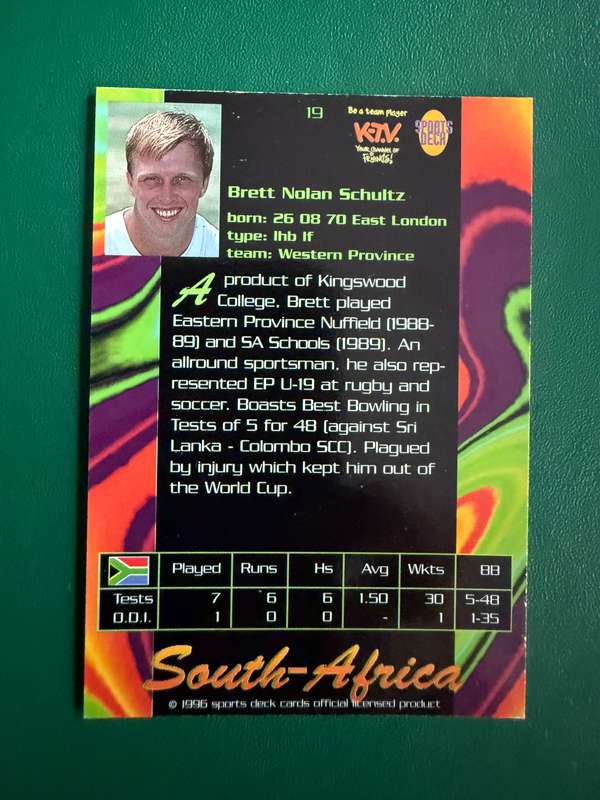 19
Be a team player
K-T.V.
YOUR CHANNEL OF
FRIENDS!
SPORTS
DECK
Brett Nolan Schultz
born: 26 08 70 East London
type: lhb lf
team: Western Province
A product of Kingswood
College, Brett played
Eastern Province Nuffield (1988-
89) and SA Schools (1989). An
allround sportsman, he also rep-
resented EP U-19 at rugby and
soccer. Boasts Best Bowling in
Tests of 5 for 48 (against Sri
Lanka - Colombo SCC). Plagued
by injury which kept him out of
the World Cup.
Played Runs Hs Avg Wkts BB
Tests 7 6 6 1.50 30 5-48
O.D.I. 1 0 0 - 1 1-35
South-Africa
© 1996 sports deck cards official licensed product